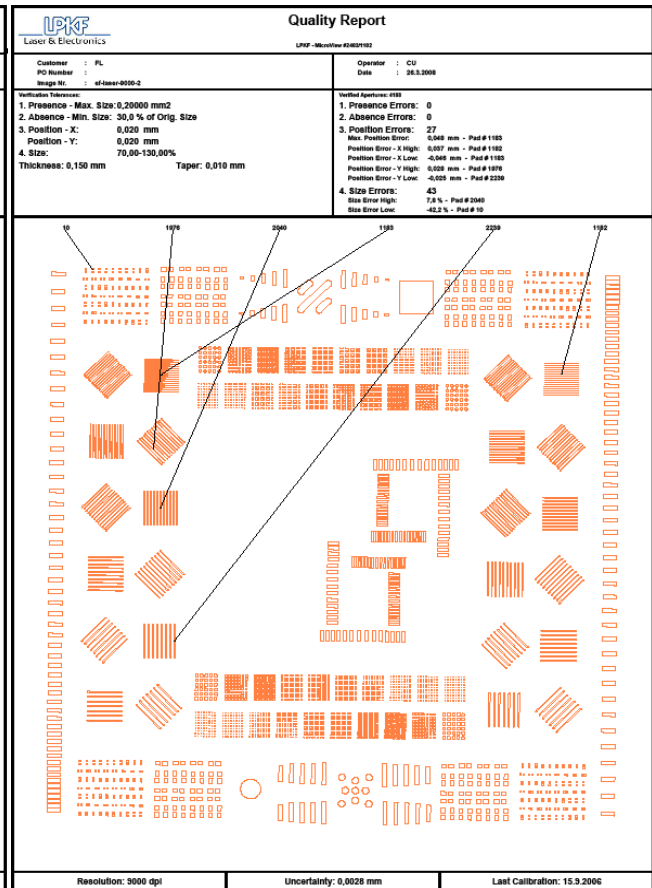 LPKF
Laser & Electronics
Quality Report
LPKF - MicroView #2463/1192
Customer : FL
PO Number :
Image Nr. : ef-laser-9000-2
Operator : CU
Date : 26.3.2008
Verification Tolerances:
1. Presence - Max. Size: 0,20000 mm2
2. Absence - Min. Size: 30,0 % of Orig. Size
3. Position - X: 0,020 mm
Position - Y: 0,020 mm
4. Size: 70,00-130,00%
Thickness: 0,150 mm Taper: 0,010 mm
Verified Apertures: 4188
1. Presence Errors: 0
2. Absence Errors: 0
3. Position Errors: 27
Max. Position Error: 0,048 mm - Pad # 1183
Position Error - X High: 0,037 mm - Pad # 1182
Position Error - X Low: -0,046 mm - Pad # 1183
Position Error - Y High: 0,028 mm - Pad # 1976
Position Error - Y Low: -0,025 mm - Pad # 2239
4. Size Errors: 43
Size Error High: 7,8 % - Pad # 2040
Size Error Low: -42,2 % - Pad # 10
10 1976 2040 1183 2239 1182
Resolution: 9000 dpi
Uncertainty: 0,0028 mm
Last Calibration: 15.9.2006